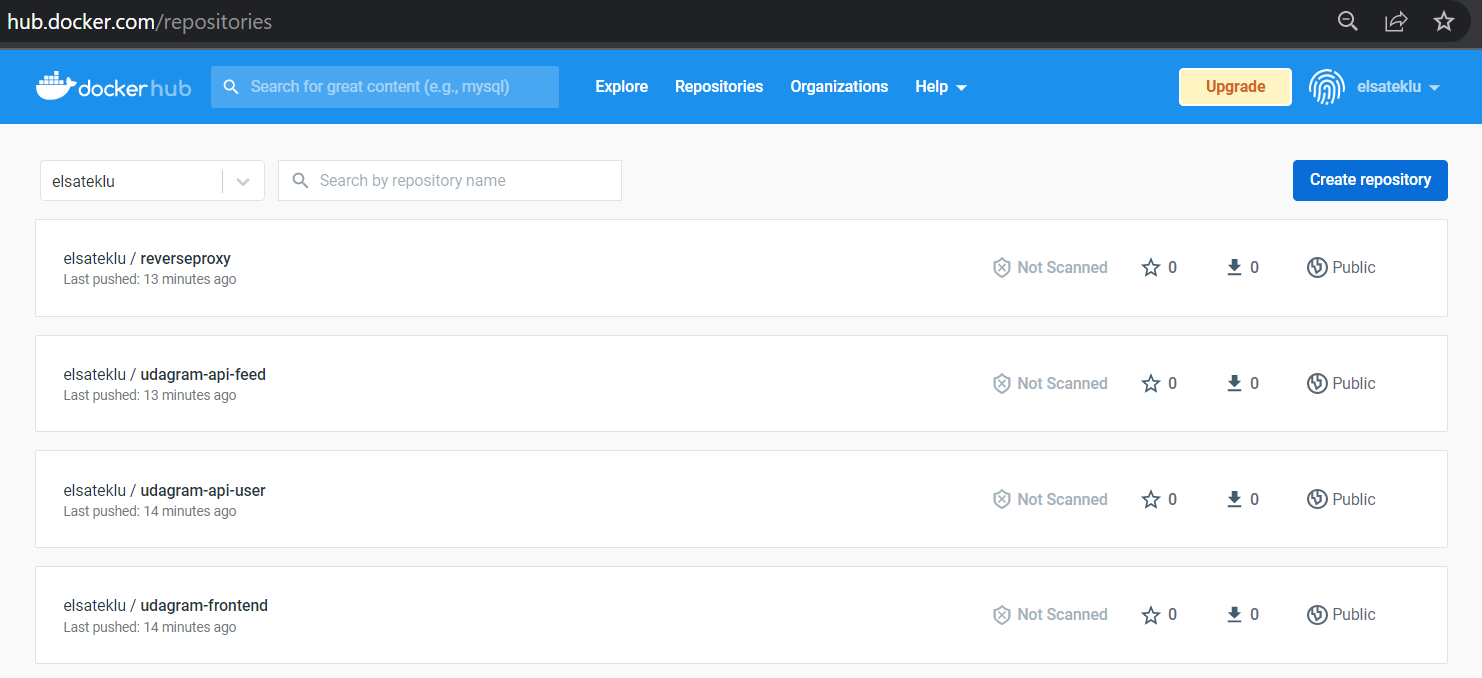 hub.docker.com/repositories
dockerhub Search for great content (e.g., mysql) Explore Repositories Organizations Help Upgrade elsateklu
elsateklu Search by repository name Create repository
elsateklu / reverseproxy
Last pushed: 13 minutes ago
Not Scanned 0 0 Public
elsateklu / udagram-api-feed
Last pushed: 13 minutes ago
Not Scanned 0 0 Public
elsateklu / udagram-api-user
Last pushed: 14 minutes ago
Not Scanned 0 0 Public
elsateklu / udagram-frontend
Last pushed: 14 minutes ago
Not Scanned 0 0 Public